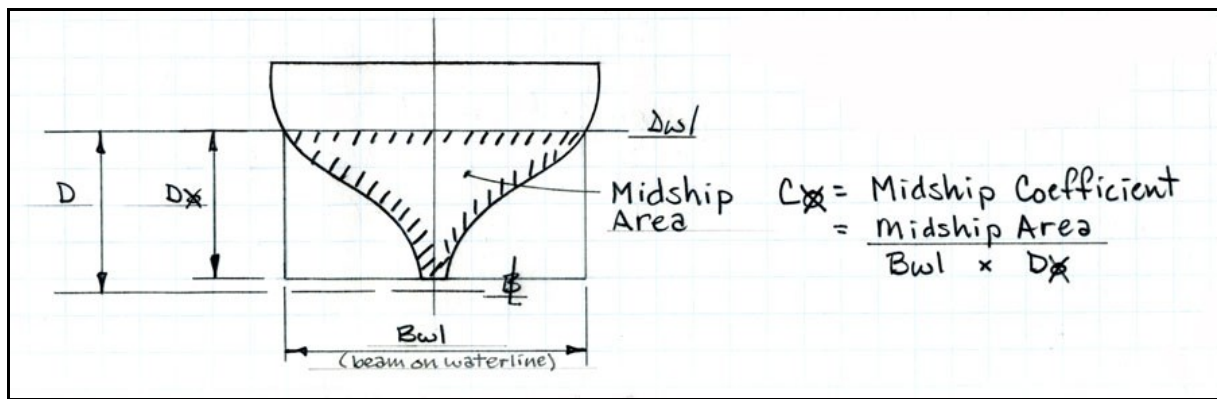 Dwl
D
D⦻
Midship
Area
C⦻ = Midship Coefficient
= Midship Area
Bwl x D⦻
B
Bwl
(beam on waterline)